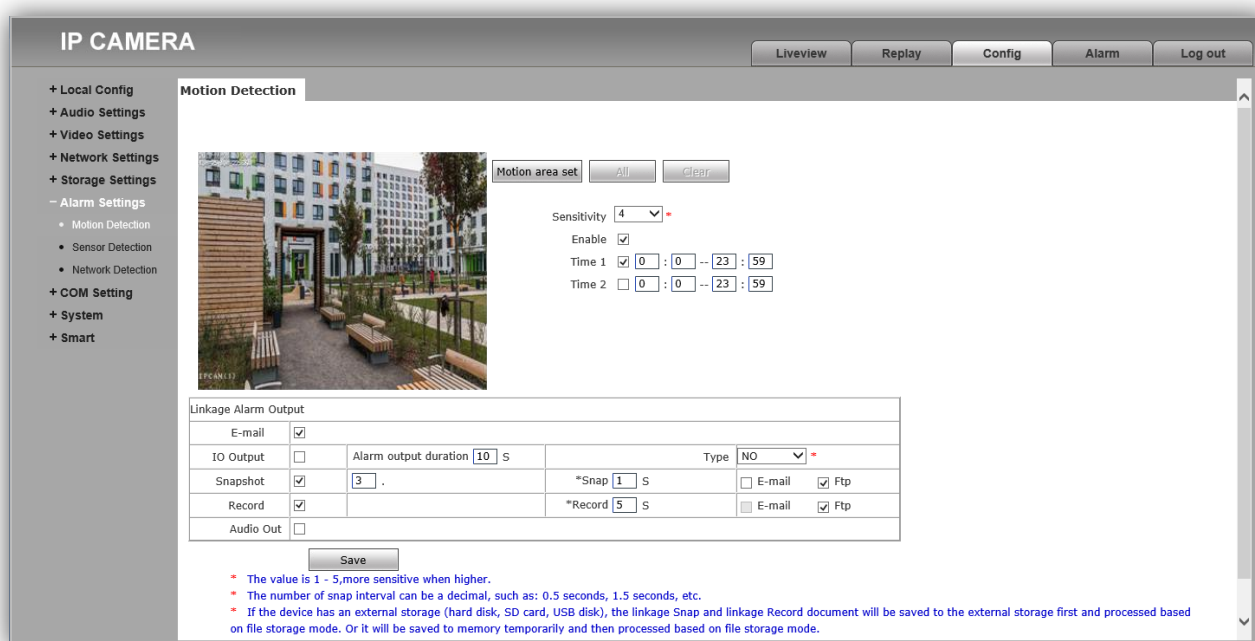 IP CAMERA
Liveview Replay Config Alarm Log out
+ Local Config
+ Audio Settings
+ Video Settings
+ Network Settings
+ Storage Settings
− Alarm Settings
• Motion Detection
• Sensor Detection
• Network Detection
+ COM Setting
+ System
+ Smart
Motion Detection
Motion area set All Clear
Sensitivity 4 *
Enable
Time 1 0 : 0 -- 23 : 59
Time 2 0 : 0 -- 23 : 59
Linkage Alarm Output
E-mail
IO Output Alarm output duration 10 S Type NO *
Snapshot 3 . *Snap 1 S E-mail Ftp
Record *Record 5 S E-mail Ftp
Audio Out
Save
* The value is 1 - 5,more sensitive when higher.
* The number of snap interval can be a decimal, such as: 0.5 seconds, 1.5 seconds, etc.
* If the device has an external storage (hard disk, SD card, USB disk), the linkage Snap and linkage Record document will be saved to the external storage first and processed based
on file storage mode. Or it will be saved to memory temporarily and then processed based on file storage mode.